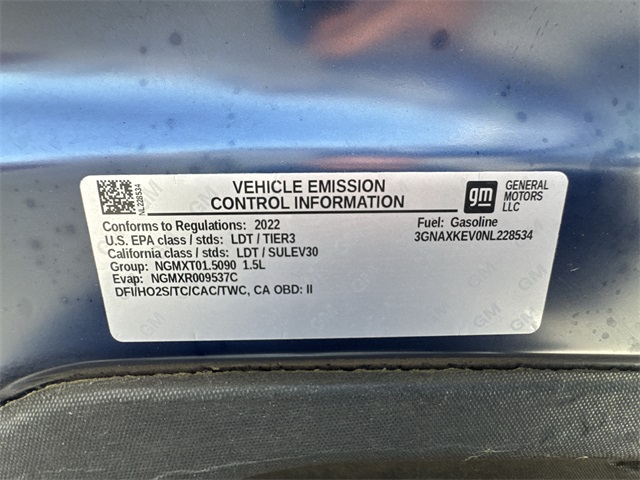 NL228534
VEHICLE EMISSION
CONTROL INFORMATION
gm
GENERAL
MOTORS
LLC
Conforms to Regulations: 2022
Fuel: Gasoline
U.S. EPA class / stds: LDT / TIER3
3GNAXKEV0NL228534
California class / stds: LDT / SULEV30
Group: NGMXT01.5090 1.5L
Evap: NGMXR009537C
DFI/HO2S/TC/CAC/TWC, CA OBD: II